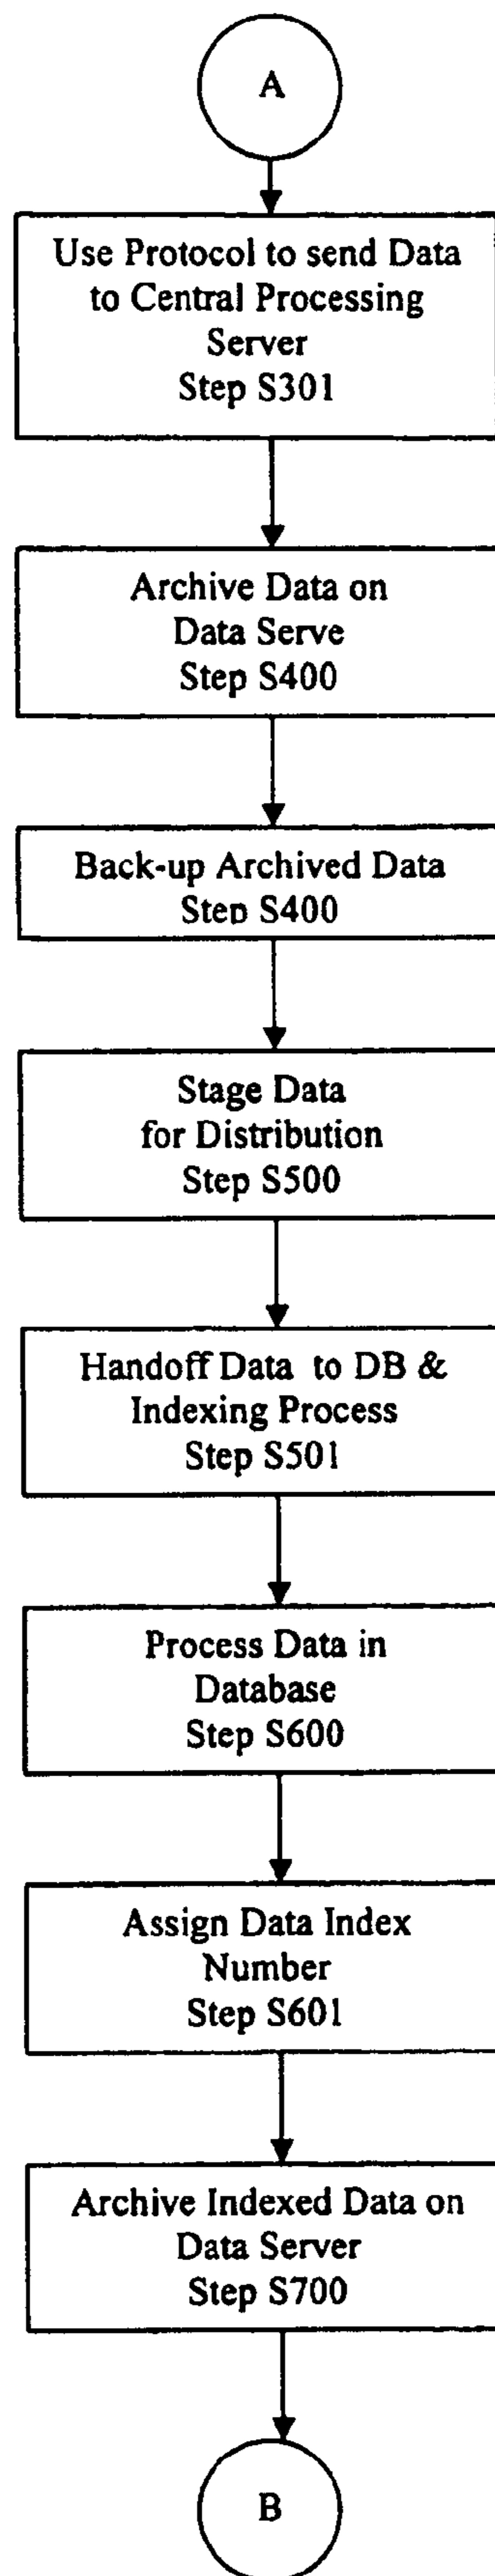 A
Use Protocol to send Data
to Central Processing
Server
Step S301
Archive Data on
Data Serve
Step S400
Back-up Archived Data
Step S400
Stage Data
for Distribution
Step S500
Handoff Data to DB &
Indexing Process
Step S501
Process Data in
Database
Step S600
Assign Data Index
Number
Step S601
Archive Indexed Data on
Data Server
Step S700
B